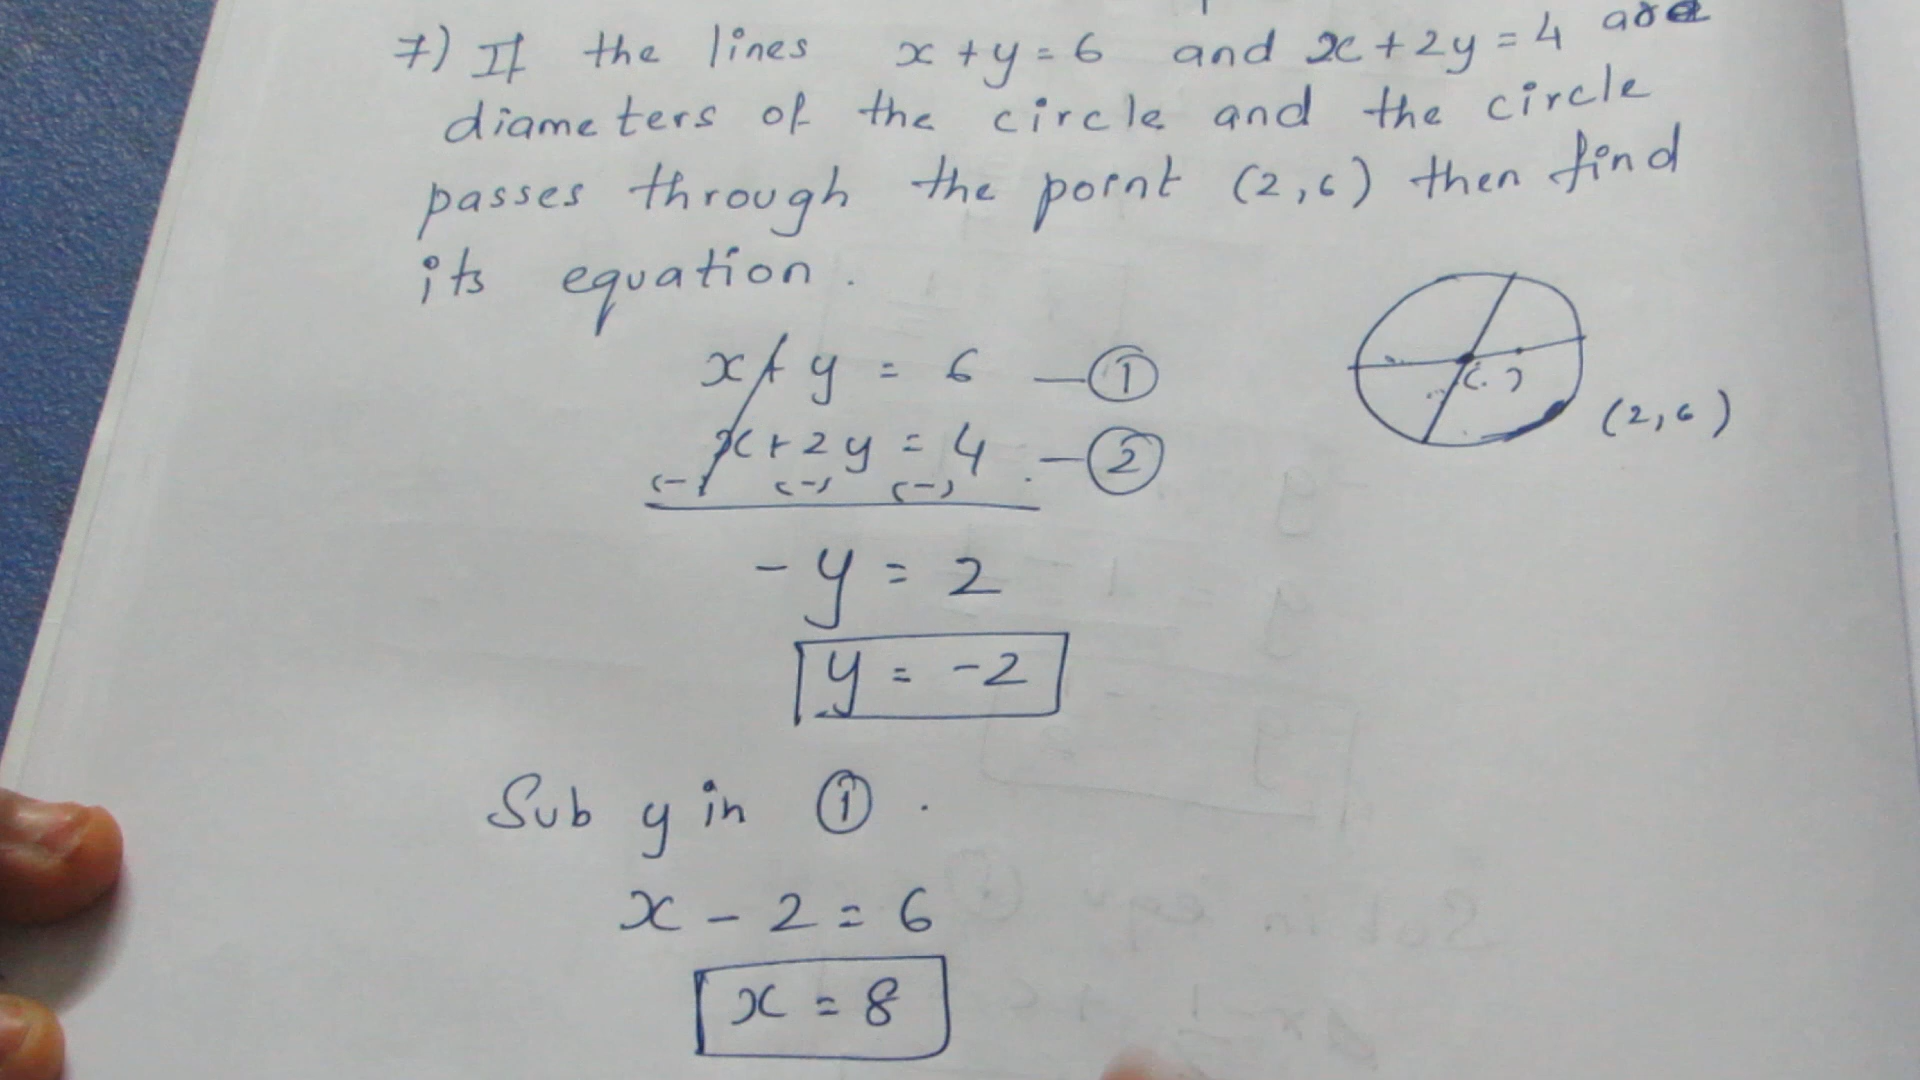 7) If the lines x + y = 6 and x + 2y = 4 are
diameters of the circle and the circle
passes through the point (2,6) then find
its equation.
x + y = 6 — ①
x + 2y = 4 — ②
(-) (-) (-)
(. )
(2,6)
- y = 2
y = -2
Sub y in ① .
x - 2 = 6
x = 8